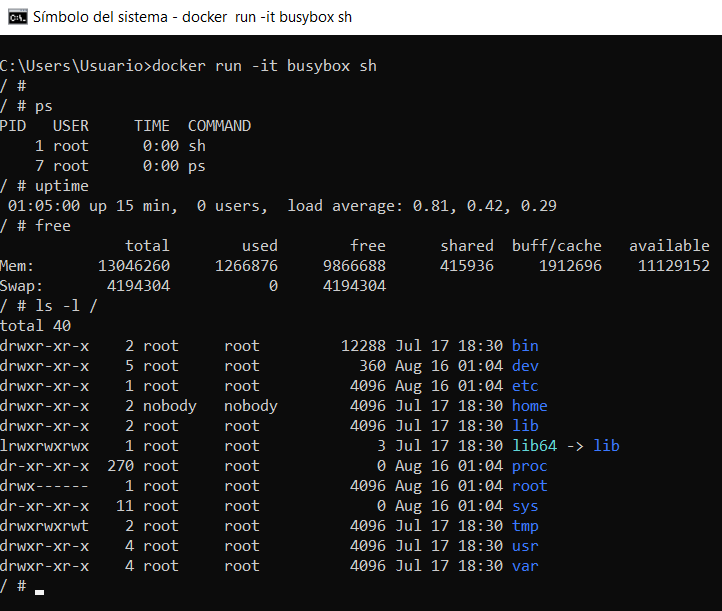 Símbolo del sistema - docker  run -it busybox sh
C:\Users\Usuario>docker run -it busybox sh
/ #
/ # ps
PID   USER     TIME  COMMAND
    1 root      0:00 sh
    7 root      0:00 ps
/ # uptime
 01:05:00 up 15 min,  0 users,  load average: 0.81, 0.42, 0.29
/ # free
              total        used        free      shared  buff/cache   available
Mem:       13046260     1266876     9866688      415936     1912696    11129152
Swap:       4194304           0     4194304
/ # ls -l /
total 40
drwxr-xr-x    2 root     root         12288 Jul 17 18:30 bin
drwxr-xr-x    5 root     root           360 Aug 16 01:04 dev
drwxr-xr-x    1 root     root          4096 Aug 16 01:04 etc
drwxr-xr-x    2 nobody   nobody        4096 Jul 17 18:30 home
drwxr-xr-x    2 root     root          4096 Jul 17 18:30 lib
lrwxrwxrwx    1 root     root             3 Jul 17 18:30 lib64 -> lib
dr-xr-xr-x  270 root     root             0 Aug 16 01:04 proc
drwx------    1 root     root          4096 Aug 16 01:04 root
dr-xr-xr-x   11 root     root             0 Aug 16 01:04 sys
drwxrwxrwt    2 root     root          4096 Jul 17 18:30 tmp
drwxr-xr-x    4 root     root          4096 Jul 17 18:30 usr
drwxr-xr-x    4 root     root          4096 Jul 17 18:30 var
/ #